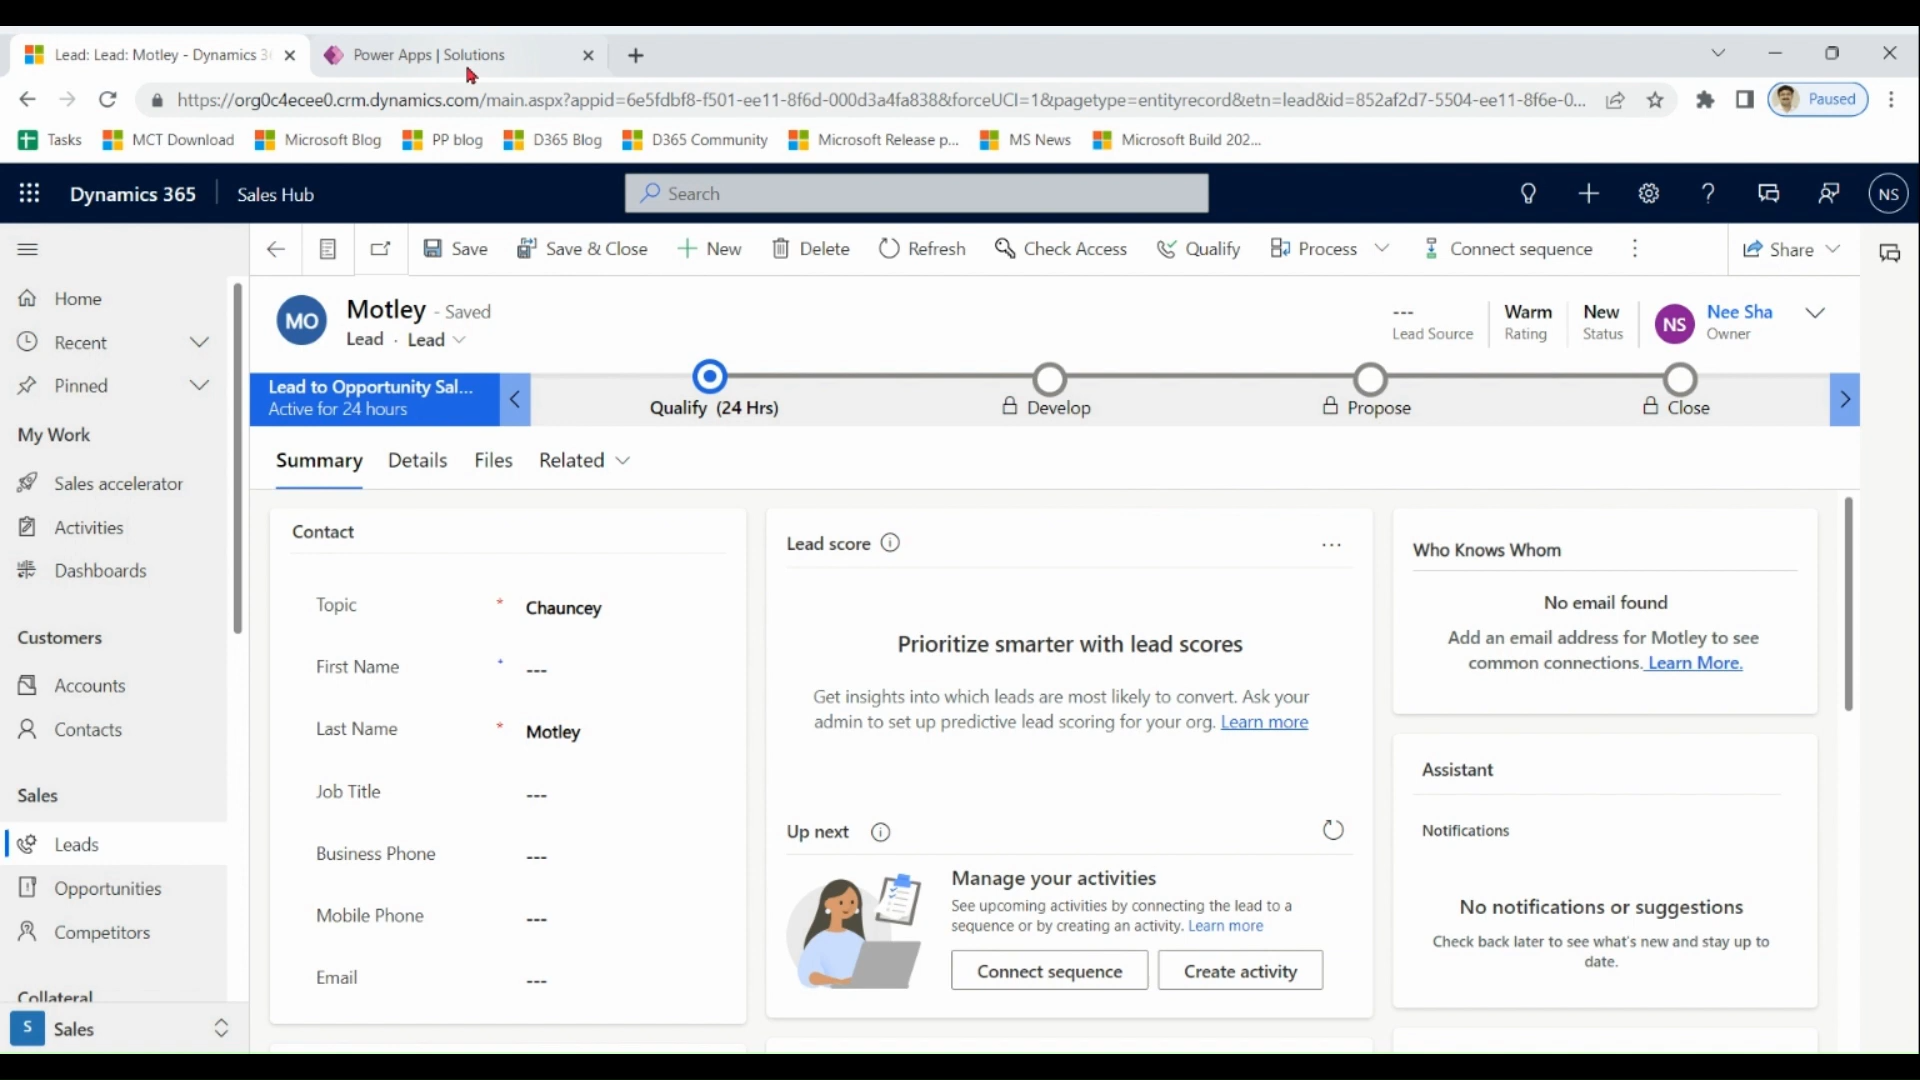 Lead: Lead: Motley - Dynamics 36
Power Apps | Solutions
https://org0c4ecee0.crm.dynamics.com/main.aspx?appid=6e5fdbf8-f501-ee11-8f6d-000d3a4fa838&forceUCI=1&pagetype=entityrecord&etn=lead&id=852af2d7-5504-ee11-8f6e-0...
Paused
Tasks
MCT Download
Microsoft Blog
PP blog
D365 Blog
D365 Community
Microsoft Release p...
MS News
Microsoft Build 202...
Dynamics 365
Sales Hub
Search
NS
Save
Save & Close
New
Delete
Refresh
Check Access
Qualify
Process
Connect sequence
Share
Home
Recent
Pinned
My Work
Sales accelerator
Activities
Dashboards
Customers
Accounts
Contacts
Sales
Leads
Opportunities
Competitors
Collateral
S
Sales
MO
Motley - Saved
Lead · Lead
---
Lead Source
Warm
Rating
New
Status
NS
Nee Sha
Owner
Lead to Opportunity Sal...
Active for 24 hours
Qualify (24 Hrs)
Develop
Propose
Close
Summary
Details
Files
Related
Contact
Topic * Chauncey
First Name * ---
Last Name * Motley
Job Title ---
Business Phone ---
Mobile Phone ---
Email ---
Lead score
Prioritize smarter with lead scores
Get insights into which leads are most likely to convert. Ask your
admin to set up predictive lead scoring for your org. Learn more
Up next
Manage your activities
See upcoming activities by connecting the lead to a
sequence or by creating an activity. Learn more
Connect sequence
Create activity
Who Knows Whom
No email found
Add an email address for Motley to see
common connections. Learn More.
Assistant
Notifications
No notifications or suggestions
Check back later to see what's new and stay up to
date.